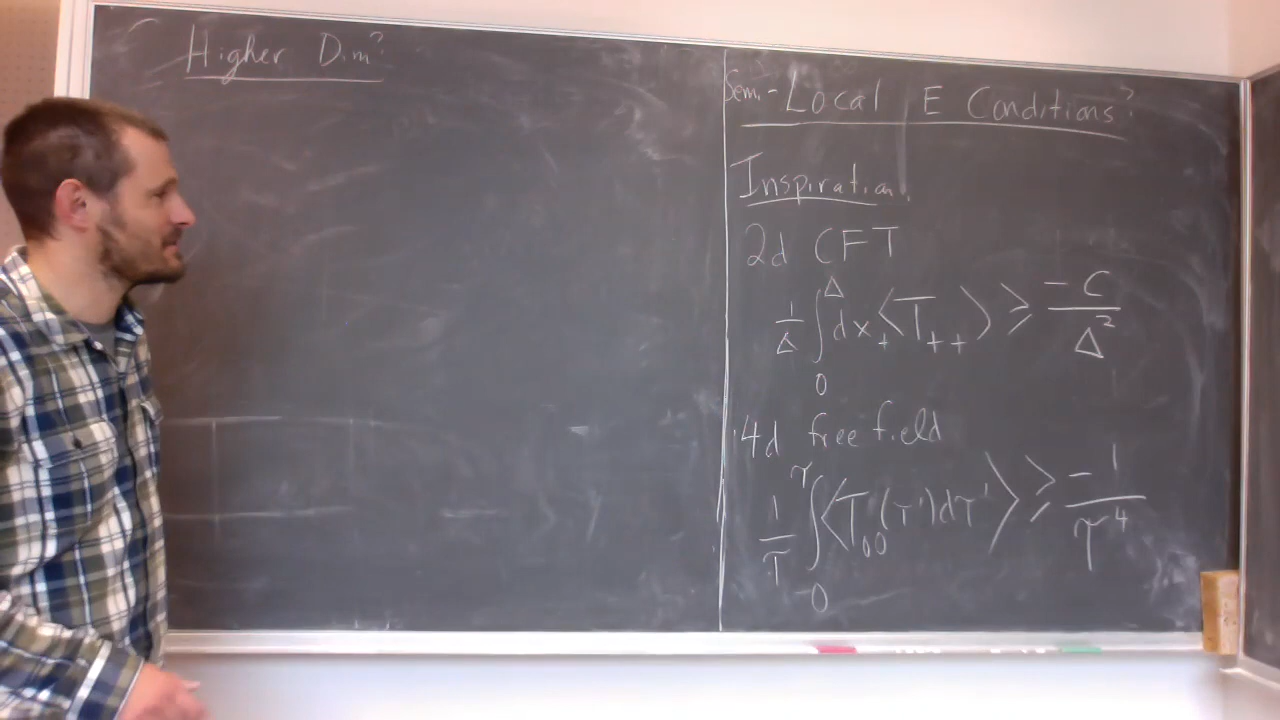 Higher Dim?
Semi-Local E Conditions?
Inspiration:
2d CFT
1/Δ ∫₀^Δ dx₊ ⟨T₊₊⟩ ≥ -C/Δ²
4d free field
1/τ ∫₀^τ ⟨T₀₀(τ')dτ'⟩ ≥ -1/τ⁴